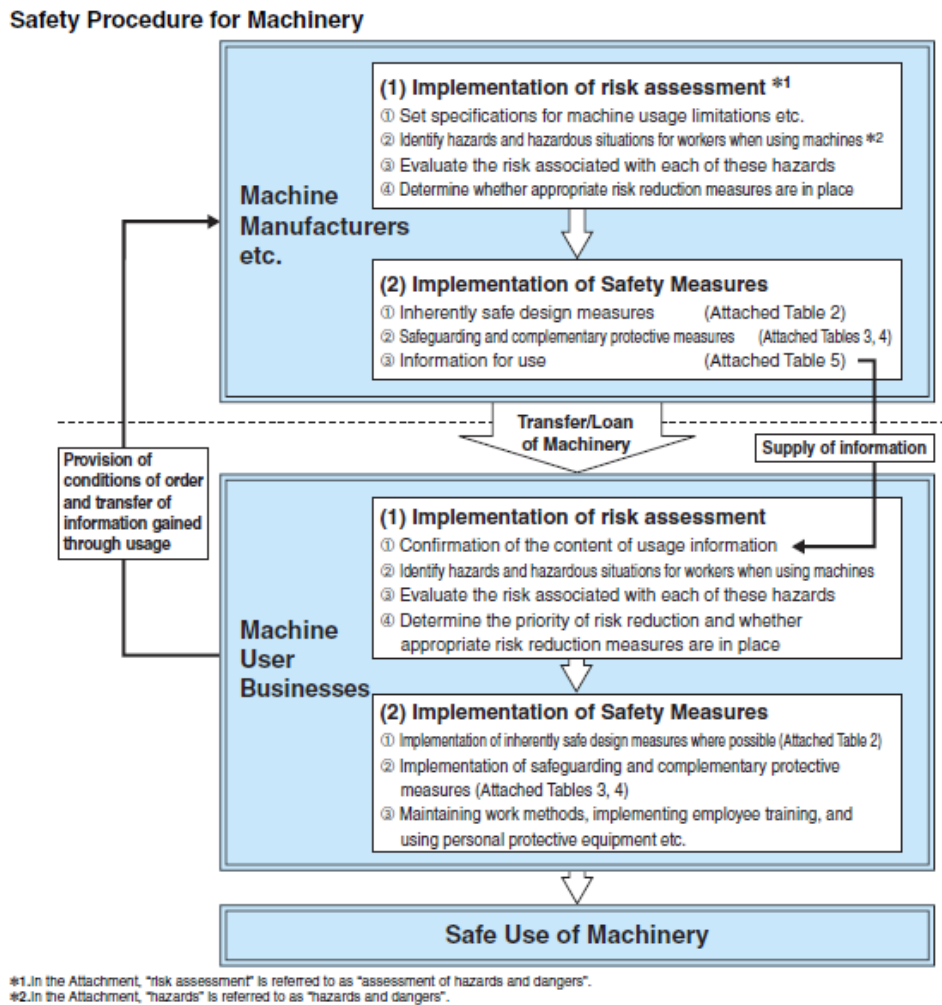 Safety Procedure for Machinery
(1) Implementation of risk assessment *1
① Set specifications for machine usage limitations etc.
② Identify hazards and hazardous situations for workers when using machines *2
③ Evaluate the risk associated with each of these hazards
④ Determine whether appropriate risk reduction measures are in place
Machine
Manufacturers
etc.
(2) Implementation of Safety Measures
① Inherently safe design measures (Attached Table 2)
② Safeguarding and complementary protective measures (Attached Tables 3, 4)
③ Information for use (Attached Table 5)
Transfer/Loan
of Machinery
Supply of information
Provision of
conditions of order
and transfer of
information gained
through usage
(1) Implementation of risk assessment
① Confirmation of the content of usage information
② Identify hazards and hazardous situations for workers when using machines
③ Evaluate the risk associated with each of these hazards
④ Determine the priority of risk reduction and whether
appropriate risk reduction measures are in place
Machine
User
Businesses
(2) Implementation of Safety Measures
① Implementation of inherently safe design measures where possible (Attached Table 2)
② Implementation of safeguarding and complementary protective
measures (Attached Tables 3, 4)
③ Maintaining work methods, implementing employee training, and
using personal protective equipment etc.
Safe Use of Machinery
*1.In the Attachment, "risk assessment" is referred to as "assessment of hazards and dangers".
*2.In the Attachment, "hazards" is referred to as "hazards and dangers".